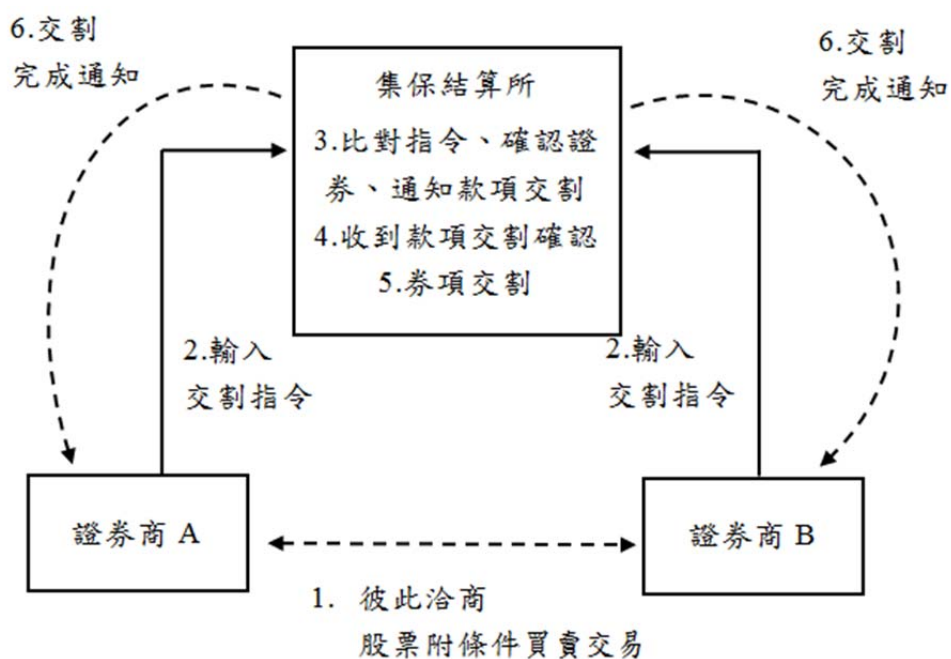 6.交割
完成通知
6.交割
完成通知
集保結算所
3.比對指令、確認證
券、通知款項交割
4.收到款項交割確認
5.券項交割
2.輸入
交割指令
2.輸入
交割指令
證券商 A
證券商 B
1. 彼此洽商
股票附條件買賣交易